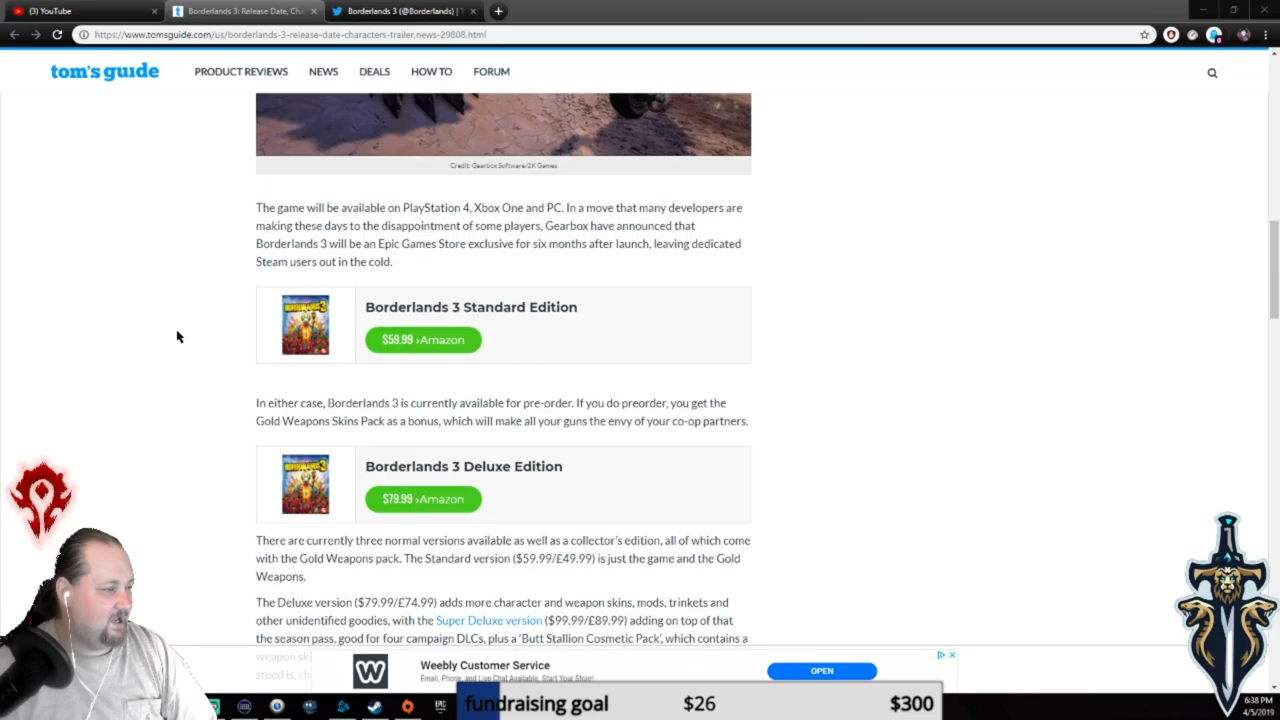 (3) YouTube
Borderlands 3: Release Date, Cha
Borderlands 3 (@Borderlands) | T
https://www.tomsguide.com/us/borderlands-3-release-date-characters-trailer,news-29808.html
tom's guide
PRODUCT REVIEWS
NEWS
DEALS
HOW TO
FORUM
Credit: Gearbox Software/2K Games
The game will be available on PlayStation 4, Xbox One and PC. In a move that many developers are
making these days to the disappointment of some players, Gearbox have announced that
Borderlands 3 will be an Epic Games Store exclusive for six months after launch, leaving dedicated
Steam users out in the cold.
BORDERLANDS 3
Borderlands 3 Standard Edition
$59.99 ›Amazon
In either case, Borderlands 3 is currently available for pre-order. If you do preorder, you get the
Gold Weapons Skins Pack as a bonus, which will make all your guns the envy of your co-op partners.
BORDERLANDS 3
Borderlands 3 Deluxe Edition
$79.99 ›Amazon
There are currently three normal versions available as well as a collector's edition, all of which come
with the Gold Weapons pack. The Standard version ($59.99/£49.99) is just the game and the Gold
Weapons.
The Deluxe version ($79.99/£74.99) adds more character and weapon skins, mods, trinkets and
other unidentified goodies, with the Super Deluxe version ($99.99/£89.99) adding on top of that
the season pass, good for four campaign DLCs, plus a 'Butt Stallion Cosmetic Pack', which contains a
weapon ski
steed is, ch
W
Weebly Customer Service
Email, Phone, and Live Chat Available. Start Your Store!
OPEN
EPIC
fundraising goal
$26
$300
6:38 PM
4/5/2019